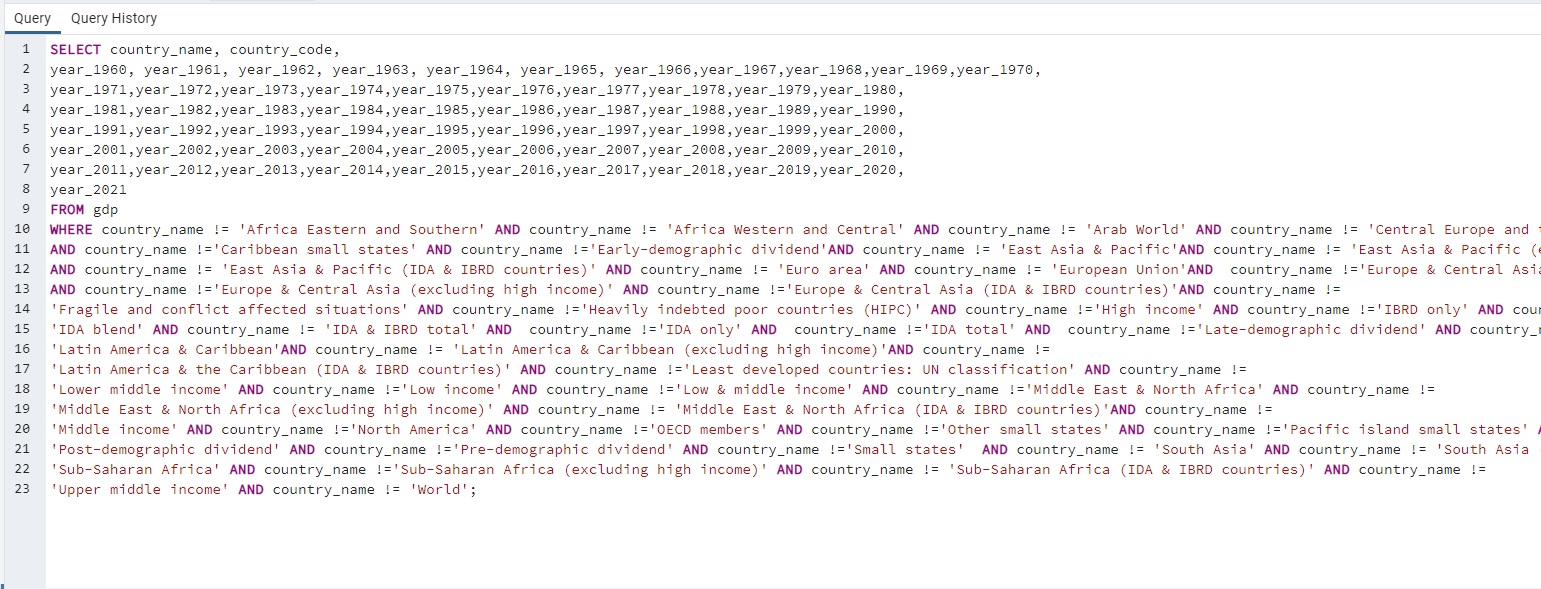 Query Query History
1 SELECT country_name, country_code,
2 year_1960, year_1961, year_1962, year_1963, year_1964, year_1965, year_1966,year_1967,year_1968,year_1969,year_1970,
3 year_1971,year_1972,year_1973,year_1974,year_1975,year_1976,year_1977,year_1978,year_1979,year_1980,
4 year_1981,year_1982,year_1983,year_1984,year_1985,year_1986,year_1987,year_1988,year_1989,year_1990,
5 year_1991,year_1992,year_1993,year_1994,year_1995,year_1996,year_1997,year_1998,year_1999,year_2000,
6 year_2001,year_2002,year_2003,year_2004,year_2005,year_2006,year_2007,year_2008,year_2009,year_2010,
7 year_2011,year_2012,year_2013,year_2014,year_2015,year_2016,year_2017,year_2018,year_2019,year_2020,
8 year_2021
9 FROM gdp
10 WHERE country_name != 'Africa Eastern and Southern' AND country_name != 'Africa Western and Central' AND country_name != 'Arab World' AND country_name != 'Central Europe and
11 AND country_name !='Caribbean small states' AND country_name !='Early-demographic dividend'AND country_name != 'East Asia & Pacific'AND country_name != 'East Asia & Pacific
12 AND country_name != 'East Asia & Pacific (IDA & IBRD countries)' AND country_name != 'Euro area' AND country_name != 'European Union'AND  country_name !='Europe & Central Asia
13 AND country_name !='Europe & Central Asia (excluding high income)' AND country_name !='Europe & Central Asia (IDA & IBRD countries)'AND country_name !=
14 'Fragile and conflict affected situations' AND country_name !='Heavily indebted poor countries (HIPC)' AND country_name !='High income' AND country_name !='IBRD only' AND cou
15 'IDA blend' AND country_name != 'IDA & IBRD total' AND  country_name !='IDA only' AND  country_name !='IDA total' AND  country_name !='Late-demographic dividend' AND country_
16 'Latin America & Caribbean'AND country_name != 'Latin America & Caribbean (excluding high income)'AND country_name !=
17 'Latin America & the Caribbean (IDA & IBRD countries)' AND country_name !='Least developed countries: UN classification' AND country_name !=
18 'Lower middle income' AND country_name !='Low income' AND country_name !='Low & middle income' AND country_name !='Middle East & North Africa' AND country_name !=
19 'Middle East & North Africa (excluding high income)' AND country_name != 'Middle East & North Africa (IDA & IBRD countries)'AND country_name !=
20 'Middle income' AND country_name !='North America' AND country_name !='OECD members' AND country_name !='Other small states' AND country_name !='Pacific island small states'
21 'Post-demographic dividend' AND country_name !='Pre-demographic dividend' AND country_name !='Small states'  AND country_name != 'South Asia' AND country_name != 'South Asia
22 'Sub-Saharan Africa' AND country_name !='Sub-Saharan Africa (excluding high income)' AND country_name != 'Sub-Saharan Africa (IDA & IBRD countries)' AND country_name !=
23 'Upper middle income' AND country_name != 'World';